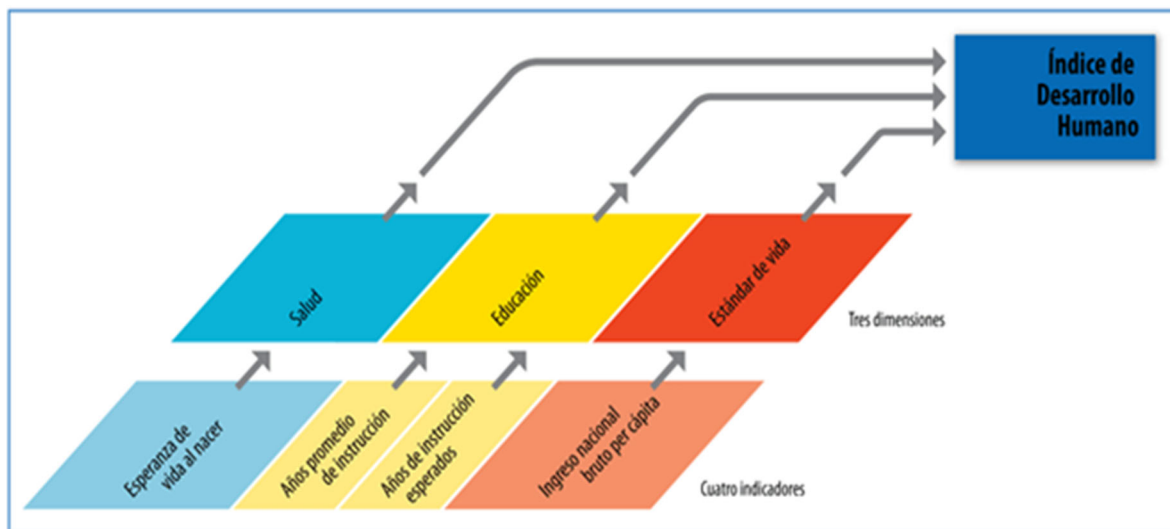 Índice de
Desarrollo
Humano
Salud
Educación
Estándar de vida
Tres dimensiones
Esperanza de
vida al nacer
Años promedio
de instrucción
Años de instrucción
esperados
Ingreso nacional
bruto per cápita
Cuatro indicadores